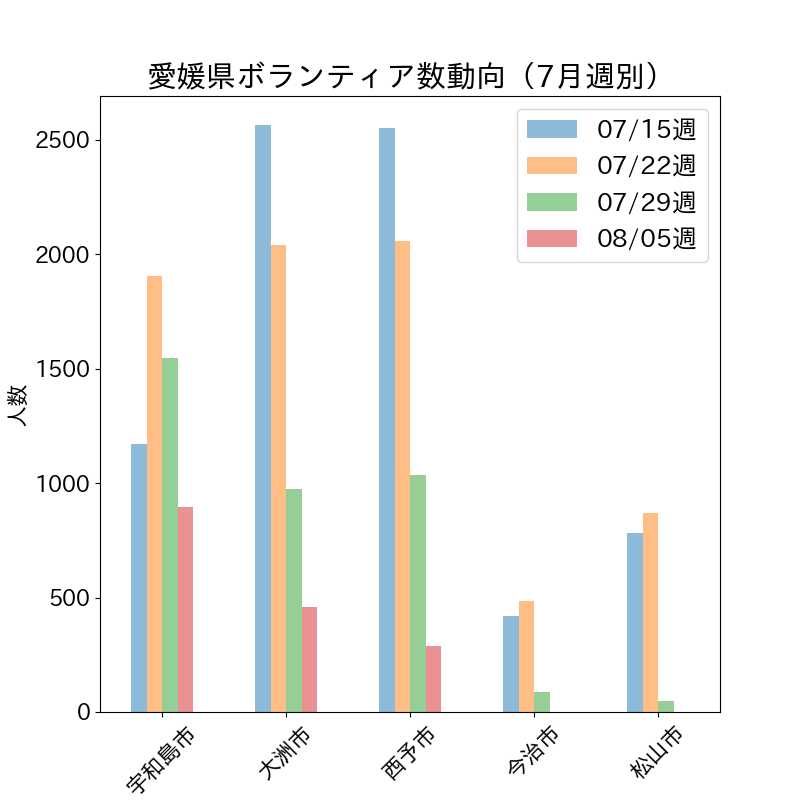 愛媛県ボランティア数動向（7月週別）
07/15週
07/22週
07/29週
08/05週
人数
2500
2000
1500
1000
500
0
宇和島市
大洲市
西予市
今治市
松山市